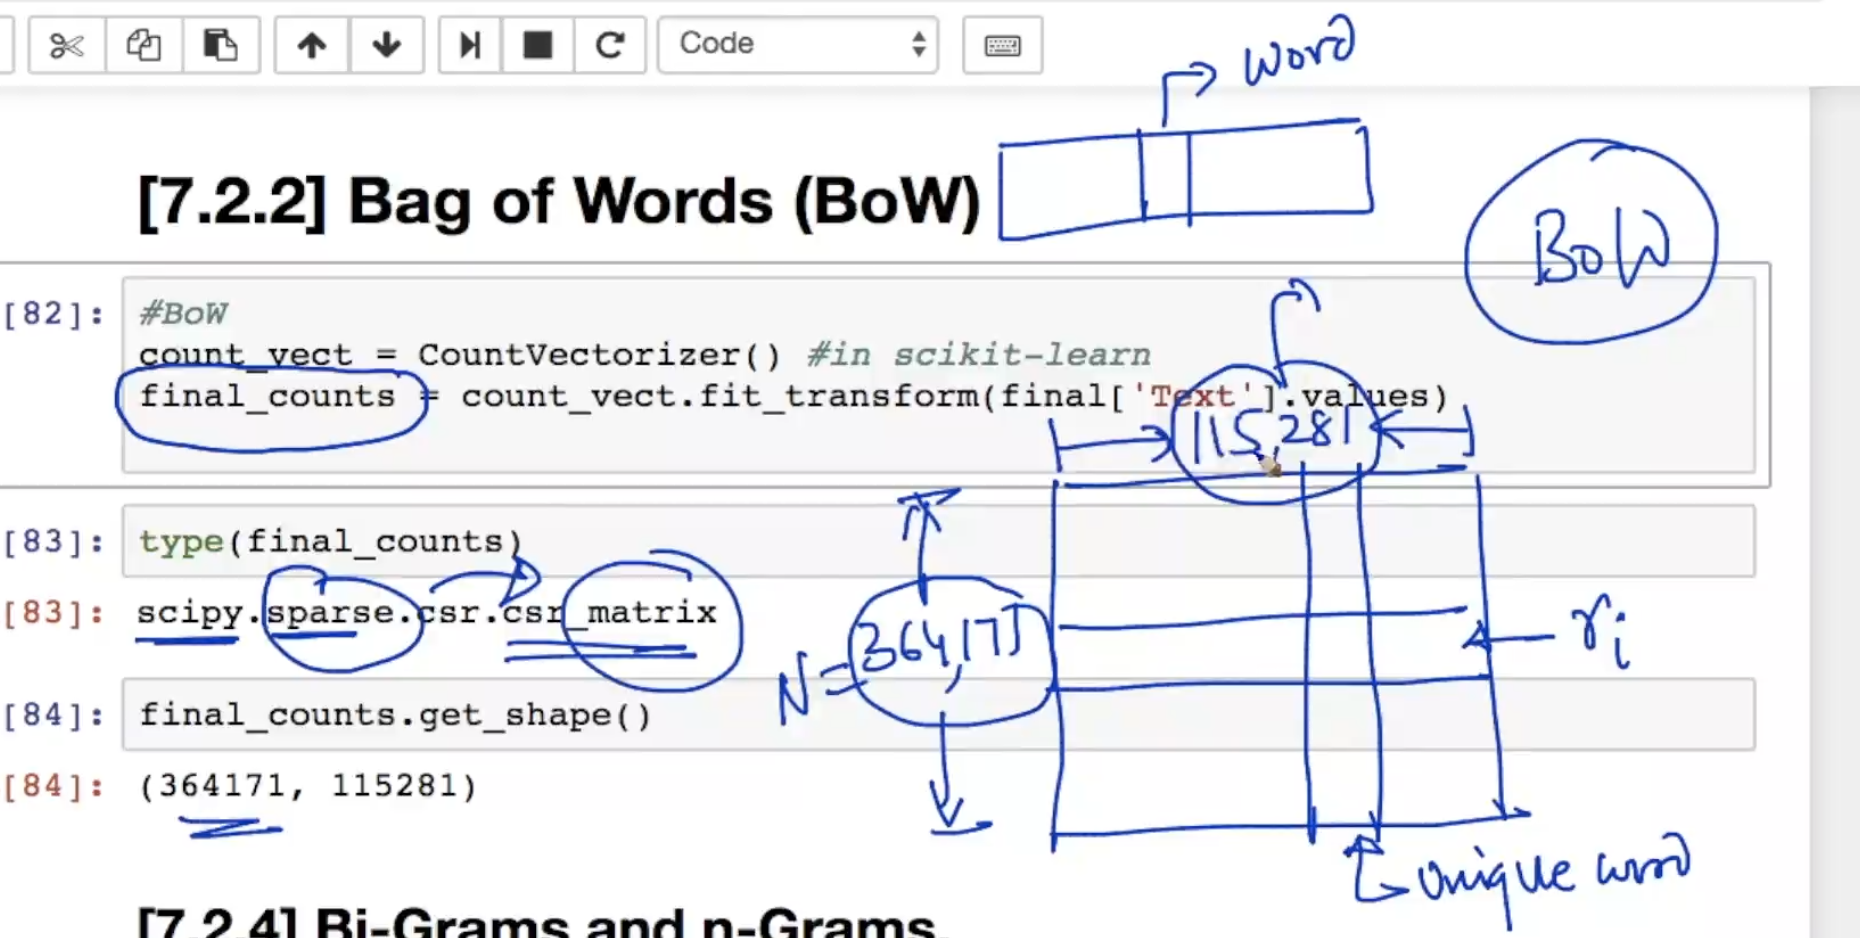 Code
word
[7.2.2] Bag of Words (BoW)
BoW
[82]: #BoW
count_vect = CountVectorizer() #in scikit-learn
final_counts = count_vect.fit_transform(final['Text'].values)
115,281
[83]: type(final_counts)
[83]: scipy.sparse.csr.csr_matrix
N = 364,171
ri
[84]: final_counts.get_shape()
[84]: (364171, 115281)
unique word
[7.2.4] Bi-Grams and n-Grams.